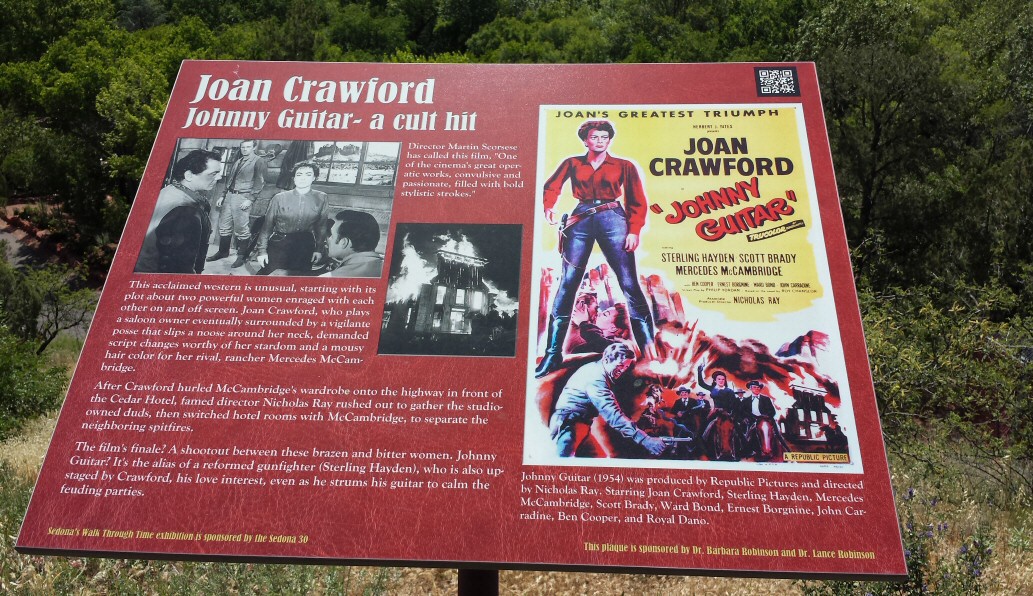 Joan Crawford
Johnny Guitar- a cult hit
Director Martin Scorsese
has called this film, "One
of the cinema's great oper-
atic works, convulsive and
passionate, filled with bold
stylistic strokes."
This acclaimed western is unusual, starting with its
plot about two powerful women enraged with each
other on and off screen. Joan Crawford, who plays
a saloon owner eventually surrounded by a vigilante
posse that slips a noose around her neck, demanded
script changes worthy of her stardom and a mousy
hair color for her rival, rancher Mercedes McCam-
bridge.
After Crawford hurled McCambridge's wardrobe onto the highway in front of
the Cedar Hotel, famed director Nicholas Ray rushed out to gather the studio-
owned duds, then switched hotel rooms with McCambridge, to separate the
neighboring spitfires.
The film's finale? A shootout between these brazen and bitter women. Johnny
Guitar? It's the alias of a reformed gunfighter (Sterling Hayden), who is also up-
staged by Crawford, his love interest, even as he strums his guitar to calm the
feuding parties.
Sedona's Walk Through Time exhibition is sponsored by the Sedona 30
JOAN'S GREATEST TRIUMPH
HERBERT J. YATES
JOAN
CRAWFORD
"JOHNNY
GUITAR"
TRUCOLOR
STERLING HAYDEN SCOTT BRADY
MERCEDES McCAMBRIDGE
BEN COOPER ERNEST BORGNINE WARD BOND JOHN CARRADINE
NICHOLAS RAY
A REPUBLIC PICTURE
Johnny Guitar (1954) was produced by Republic Pictures and directed
by Nicholas Ray. Starring Joan Crawford, Sterling Hayden, Mercedes
McCambridge, Scott Brady, Ward Bond, Ernest Borgnine, John Car-
radine, Ben Cooper, and Royal Dano.
This plaque is sponsored by Dr. Barbara Robinson and Dr. Lance Robinson